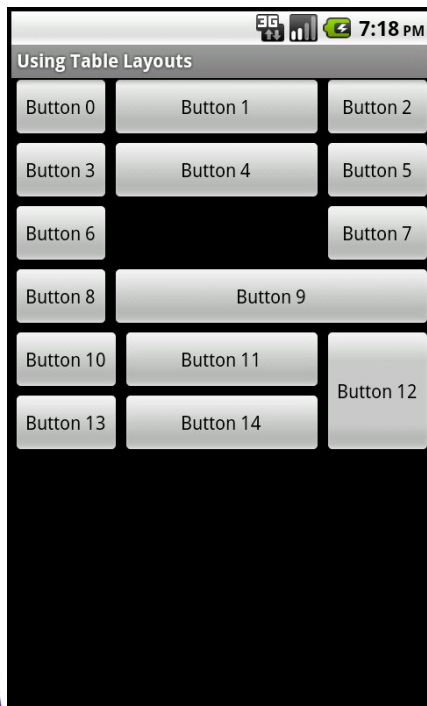 3G 7:18 PM
Using Table Layouts
Button 0 Button 1 Button 2
Button 3 Button 4 Button 5
Button 6 Button 7
Button 8 Button 9
Button 10 Button 11
Button 12
Button 13 Button 14